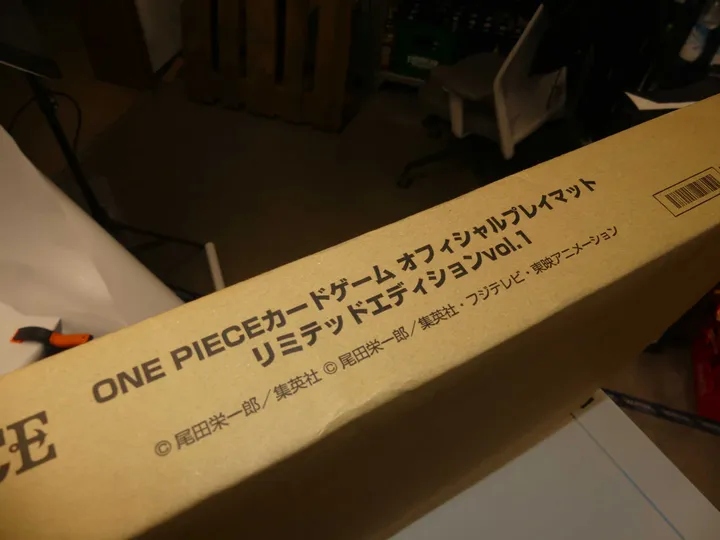 ONE PIECEカードゲーム オフィシャルプレイマット
リミテッドエディションvol.1
©尾田栄一郎／集英社 ©尾田栄一郎／集英社・フジテレビ・東映アニメーション
CE